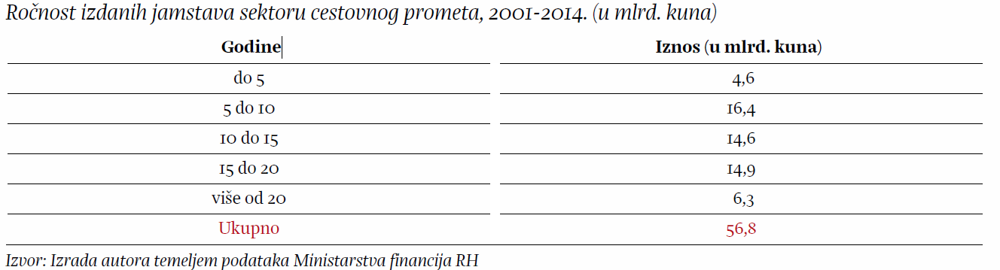 Ročnost izdanih jamstava sektoru cestovnog prometa, 2001-2014. (u mlrd. kuna)
Godine Iznos (u mlrd. kuna)
do 5 4,6
5 do 10 16,4
10 do 15 14,6
15 do 20 14,9
više od 20 6,3
Ukupno 56,8
Izvor: Izrada autora temeljem podataka Ministarstva financija RH